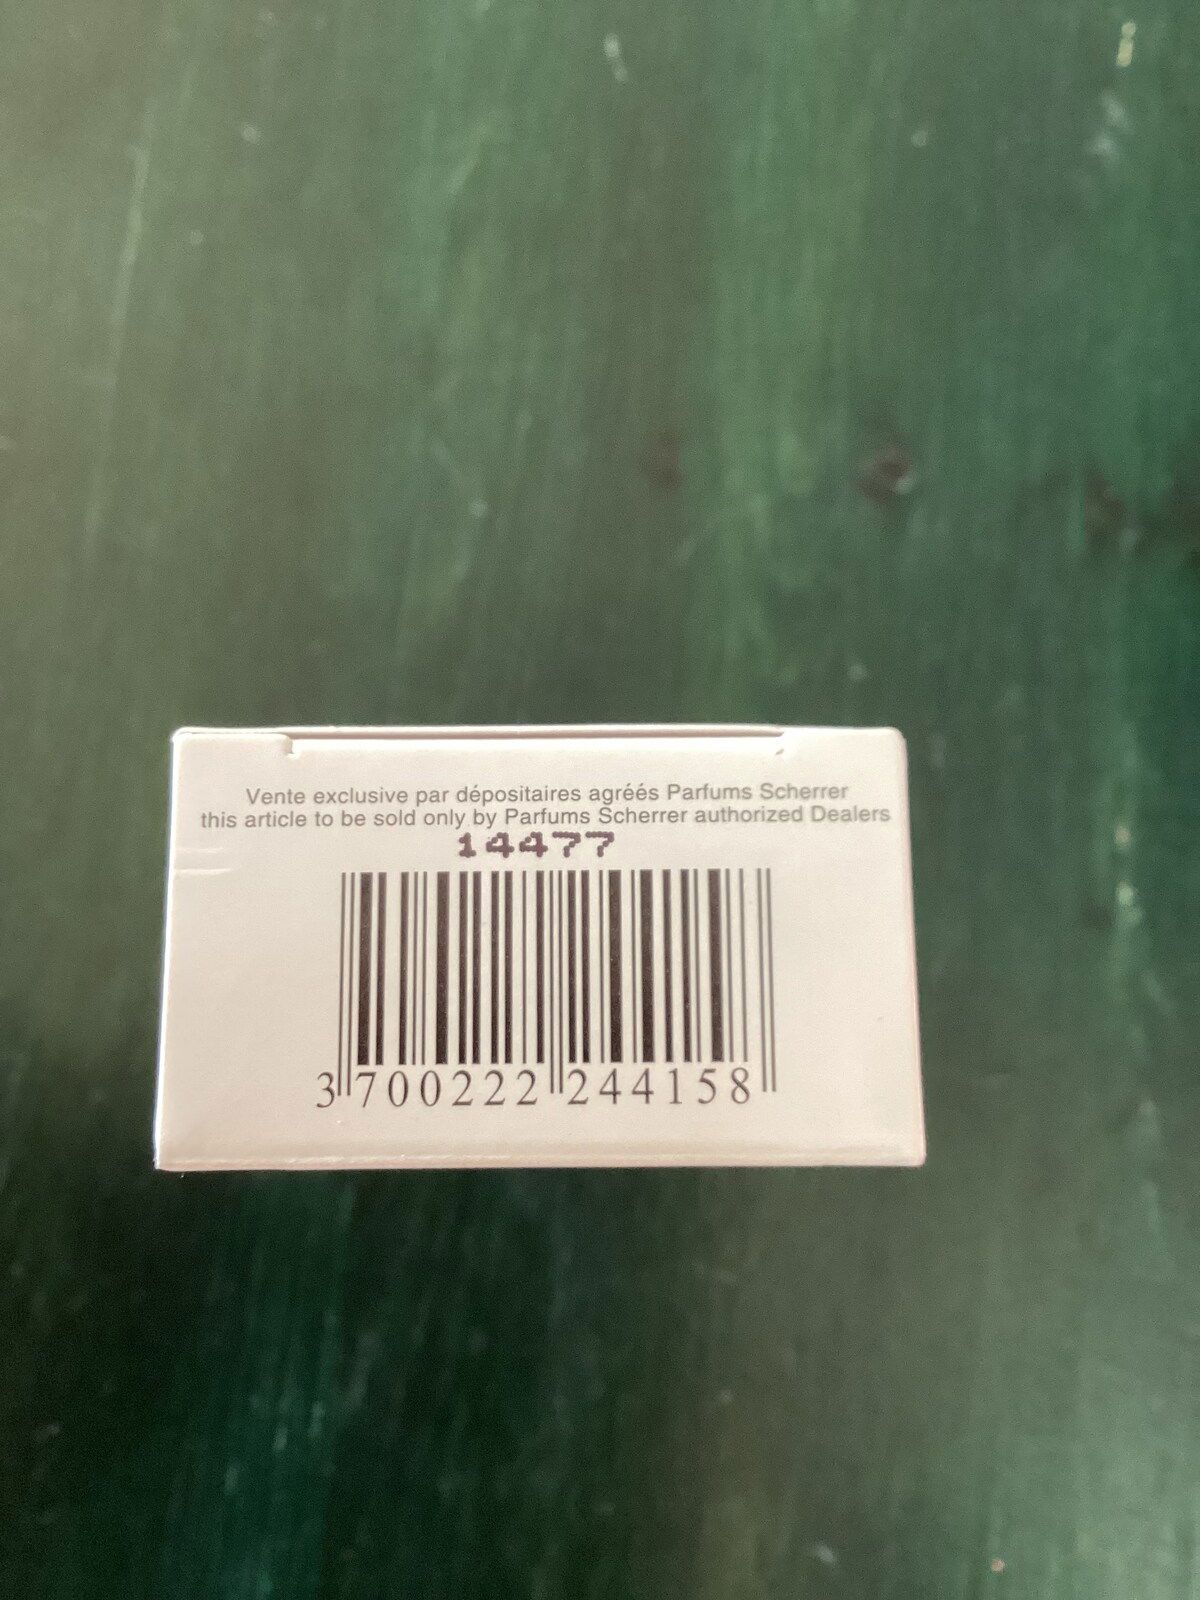 Vente exclusive par dépositaires agréés Parfums Scherrer
this article to be sold only by Parfums Scherrer authorized Dealers
14477
3 700222 244158